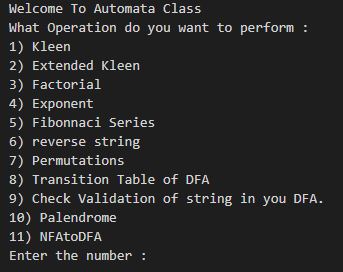 Welcome To Automata Class
What Operation do you want to perform :
1) Kleen
2) Extended Kleen
3) Factorial
4) Exponent
5) Fibonnaci Series
6) reverse string
7) Permutations
8) Transition Table of DFA
9) Check Validation of string in you DFA.
10) Palendrome
11) NFAtoDFA
Enter the number :